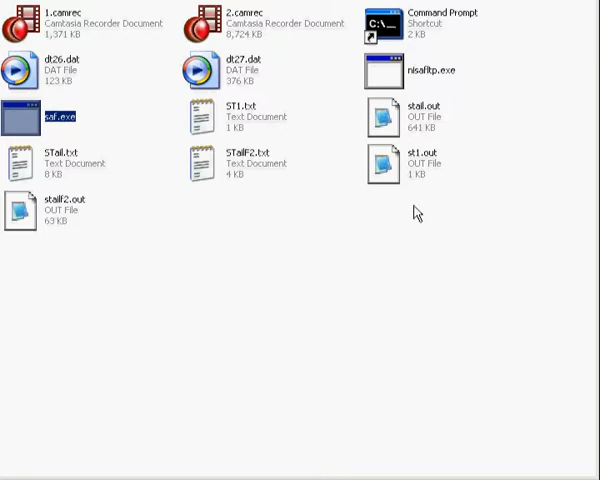 1.camrec
Camtasia Recorder Document
1,371 KB
2.camrec
Camtasia Recorder Document
8,724 KB
Command Prompt
Shortcut
2 KB
dt26.dat
DAT File
123 KB
dt27.dat
DAT File
376 KB
nisafltp.exe
saf.exe
ST1.txt
Text Document
1 KB
stail.out
OUT File
641 KB
STail.txt
Text Document
8 KB
STailF2.txt
Text Document
4 KB
st1.out
OUT File
1 KB
stailf2.out
OUT File
63 KB
C:\_